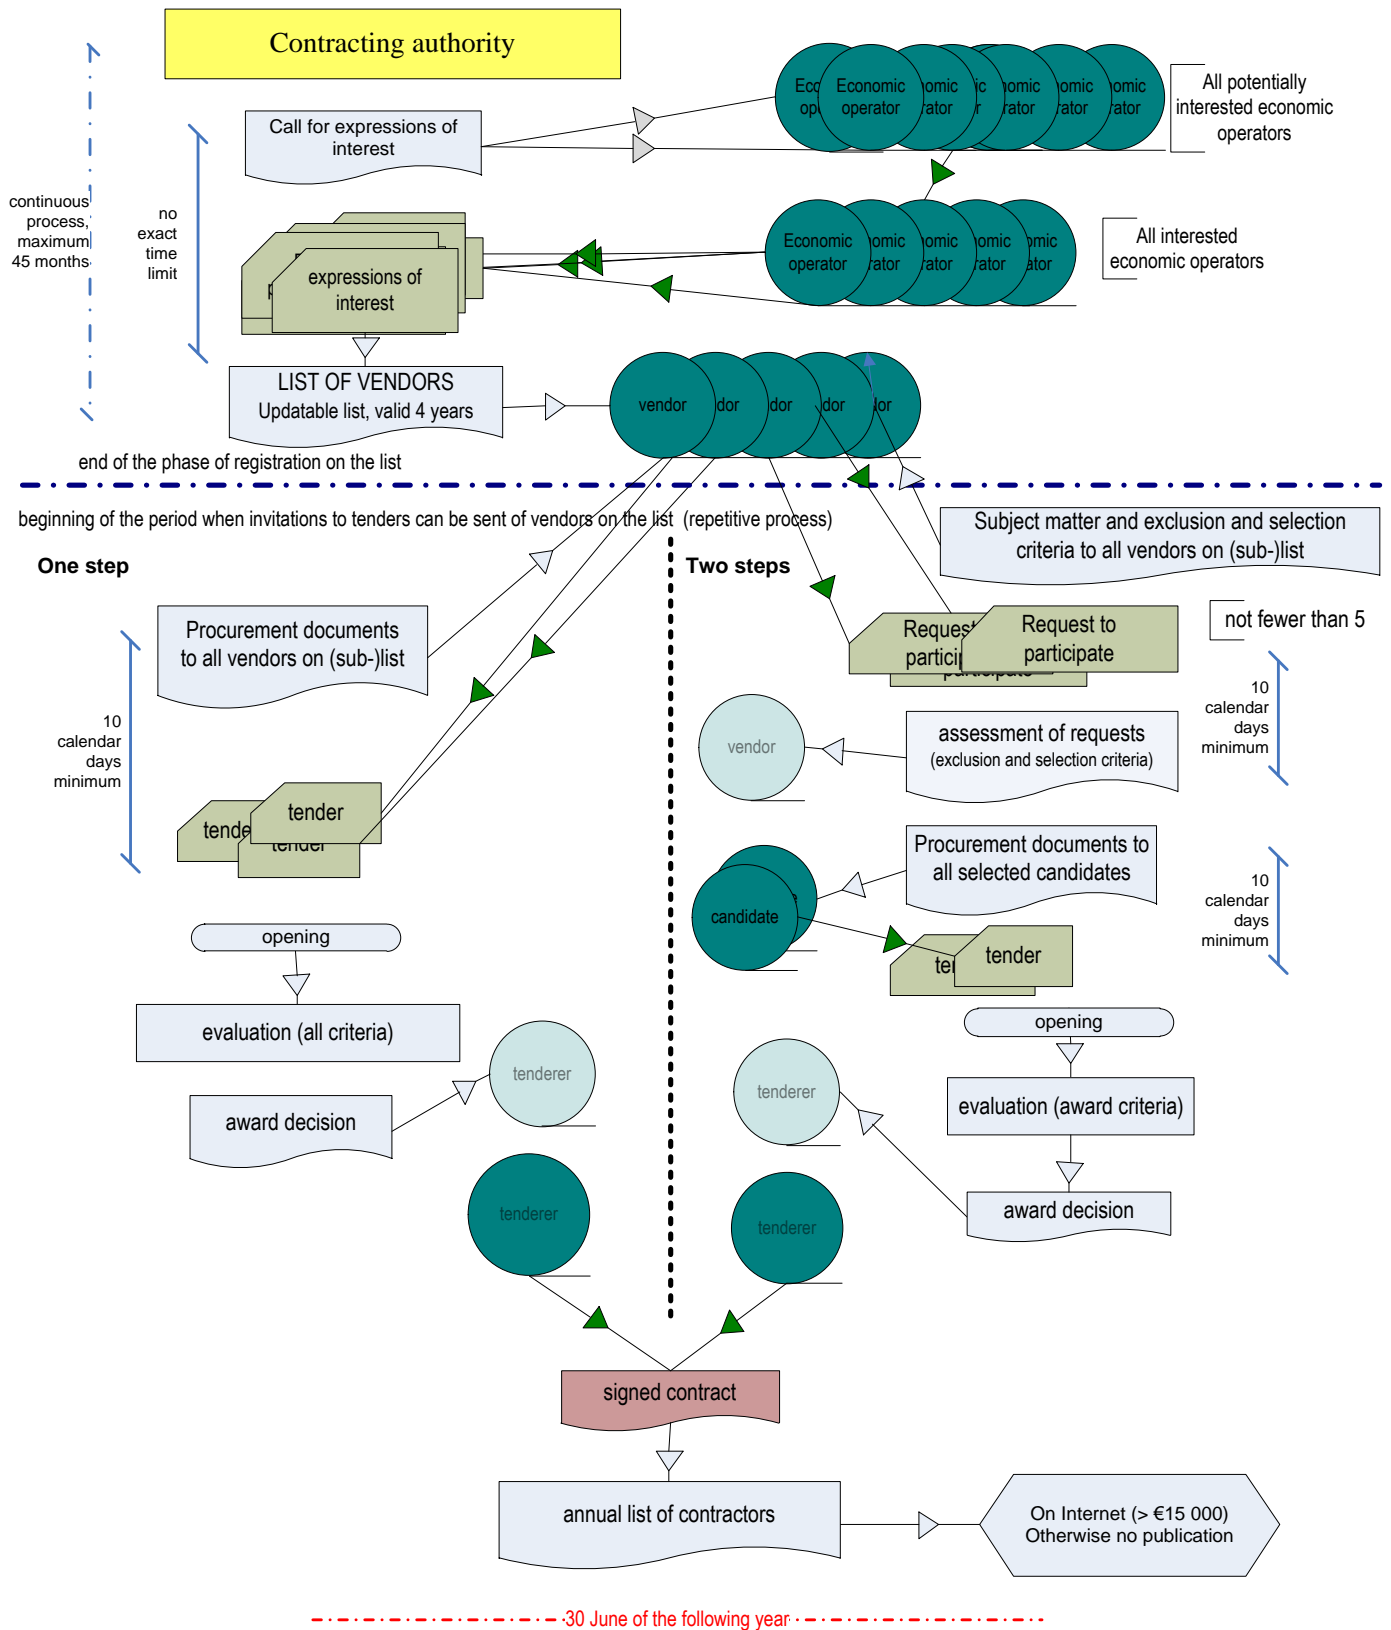 Contracting authority
Call for expressions of
interest
Economic
operator
All potentially
interested economic
operators
continuous
process,
maximum
45 months
no
exact
time
limit
expressions of
interest
Economic
operator
All interested
economic operators
LIST OF VENDORS
Updatable list, valid 4 years
vendor
end of the phase of registration on the list
beginning of the period when invitations to tenders can be sent of vendors on the list (repetitive process)
One step
Two steps
Subject matter and exclusion and selection
criteria to all vendors on (sub-)list
Procurement documents
to all vendors on (sub-)list
Request to
participate
not fewer than 5
10
calendar
days
minimum
10
calendar
days
minimum
vendor
assessment of requests
(exclusion and selection criteria)
tender
tender
Procurement documents to
all selected candidates
candidate
10
calendar
days
minimum
tender
opening
evaluation (all criteria)
award decision
tenderer
tenderer
opening
evaluation (award criteria)
award decision
tenderer
tenderer
signed contract
annual list of contractors
On Internet (> €15 000)
Otherwise no publication
30 June of the following year